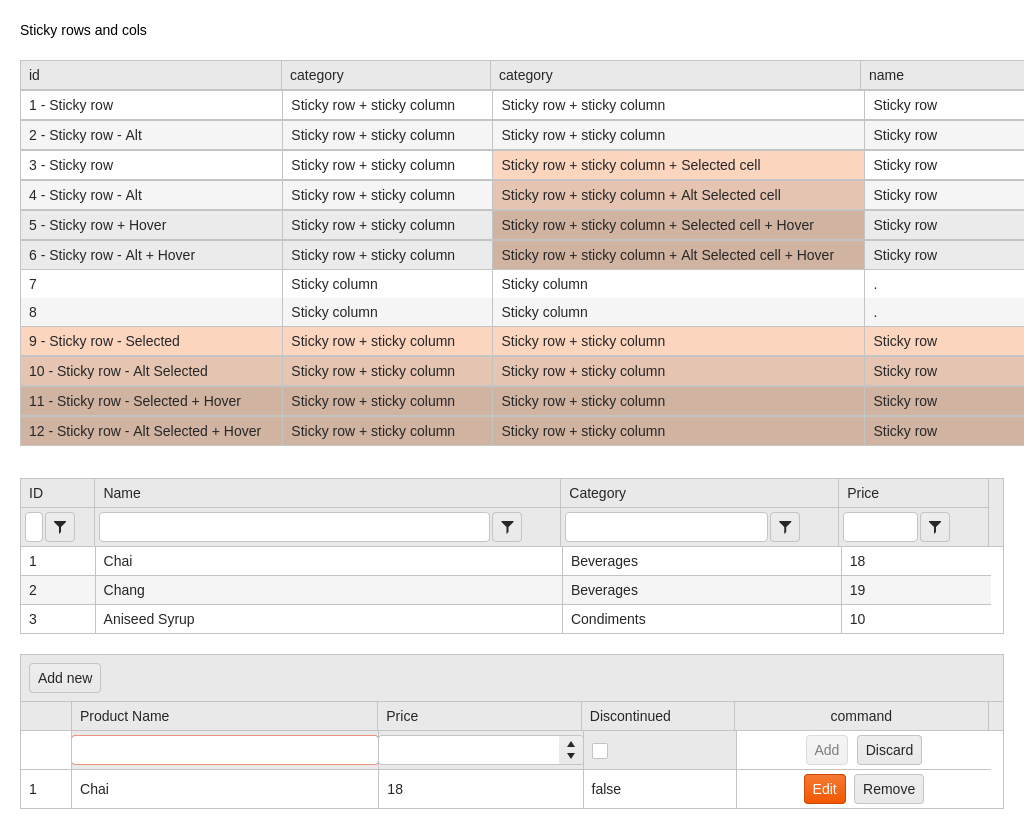 Sticky rows and cols
id category category name
1 - Sticky row Sticky row + sticky column Sticky row + sticky column Sticky row
2 - Sticky row - Alt Sticky row + sticky column Sticky row + sticky column Sticky row
3 - Sticky row Sticky row + sticky column Sticky row + sticky column + Selected cell Sticky row
4 - Sticky row - Alt Sticky row + sticky column Sticky row + sticky column + Alt Selected cell Sticky row
5 - Sticky row + Hover Sticky row + sticky column Sticky row + sticky column + Selected cell + Hover Sticky row
6 - Sticky row - Alt + Hover Sticky row + sticky column Sticky row + sticky column + Alt Selected cell + Hover Sticky row
7 Sticky column Sticky column .
8 Sticky column Sticky column .
9 - Sticky row - Selected Sticky row + sticky column Sticky row + sticky column Sticky row
10 - Sticky row - Alt Selected Sticky row + sticky column Sticky row + sticky column Sticky row
11 - Sticky row - Selected + Hover Sticky row + sticky column Sticky row + sticky column Sticky row
12 - Sticky row - Alt Selected + Hover Sticky row + sticky column Sticky row + sticky column Sticky row
ID Name Category Price
1 Chai Beverages 18
2 Chang Beverages 19
3 Aniseed Syrup Condiments 10
Add new
Product Name Price Discontinued command
Add Discard
1 Chai 18 false Edit Remove